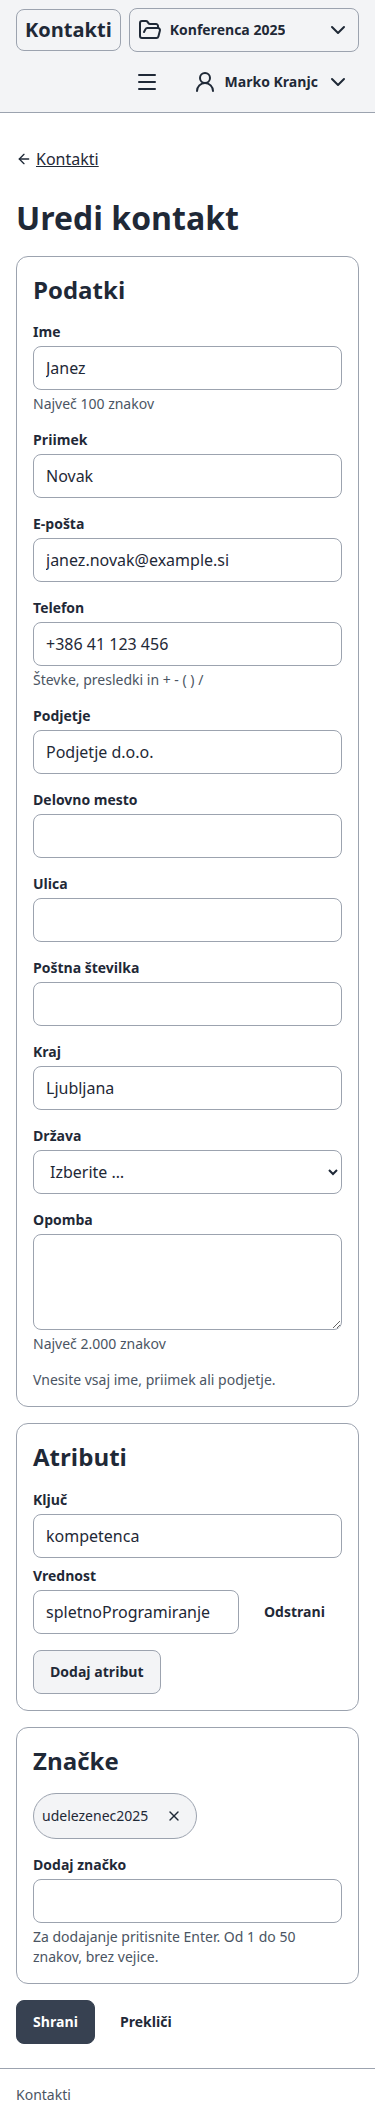 Kontakti
Konferenca 2025
Marko Kranjc
← Kontakti
Uredi kontakt
Podatki
Ime
Janez
Največ 100 znakov
Priimek
Novak
E-pošta
janez.novak@example.si
Telefon
+386 41 123 456
Števke, presledki in + - ( ) /
Podjetje
Podjetje d.o.o.
Delovno mesto
Ulica
Poštna številka
Kraj
Ljubljana
Država
Izberite ...
Opomba
Največ 2.000 znakov
Vnesite vsaj ime, priimek ali podjetje.
Atributi
Ključ
kompetenca
Vrednost
spletnoProgramiranje
Odstrani
Dodaj atribut
Značke
udelezenec2025
Dodaj značko
Za dodajanje pritisnite Enter. Od 1 do 50
znakov, brez vejice.
Shrani
Prekliči
Kontakti